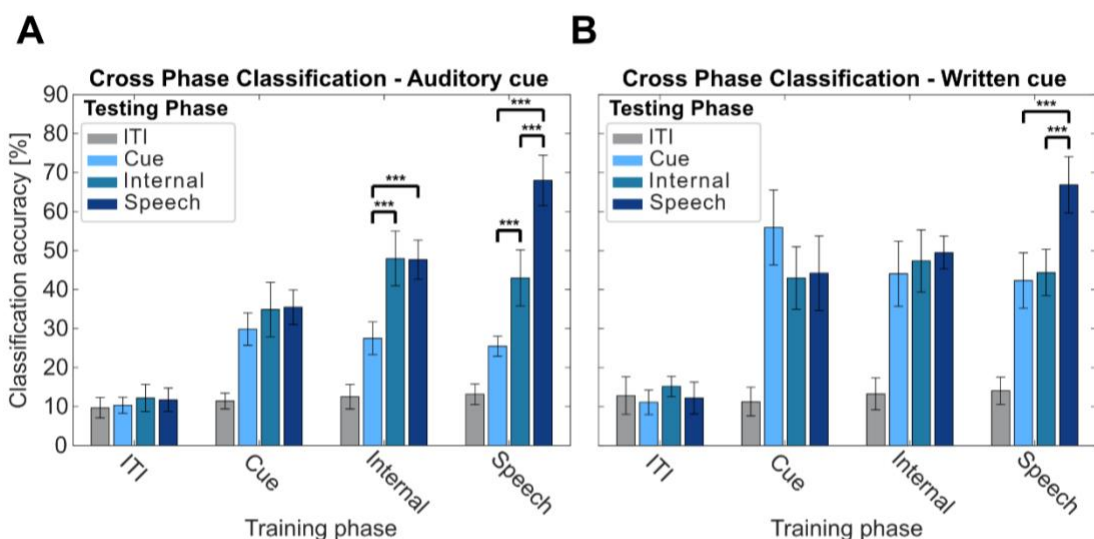 A
B
Cross Phase Classification - Auditory cue
Cross Phase Classification - Written cue
Classification accuracy [%]
90
80
70
60
50
40
30
20
10
0
Testing Phase
ITI
Cue
Internal
Speech
***
***
***
***
***
ITI
Cue
Internal
Speech
Training phase
Testing Phase
ITI
Cue
Internal
Speech
***
***
ITI
Cue
Internal
Speech
Training phase